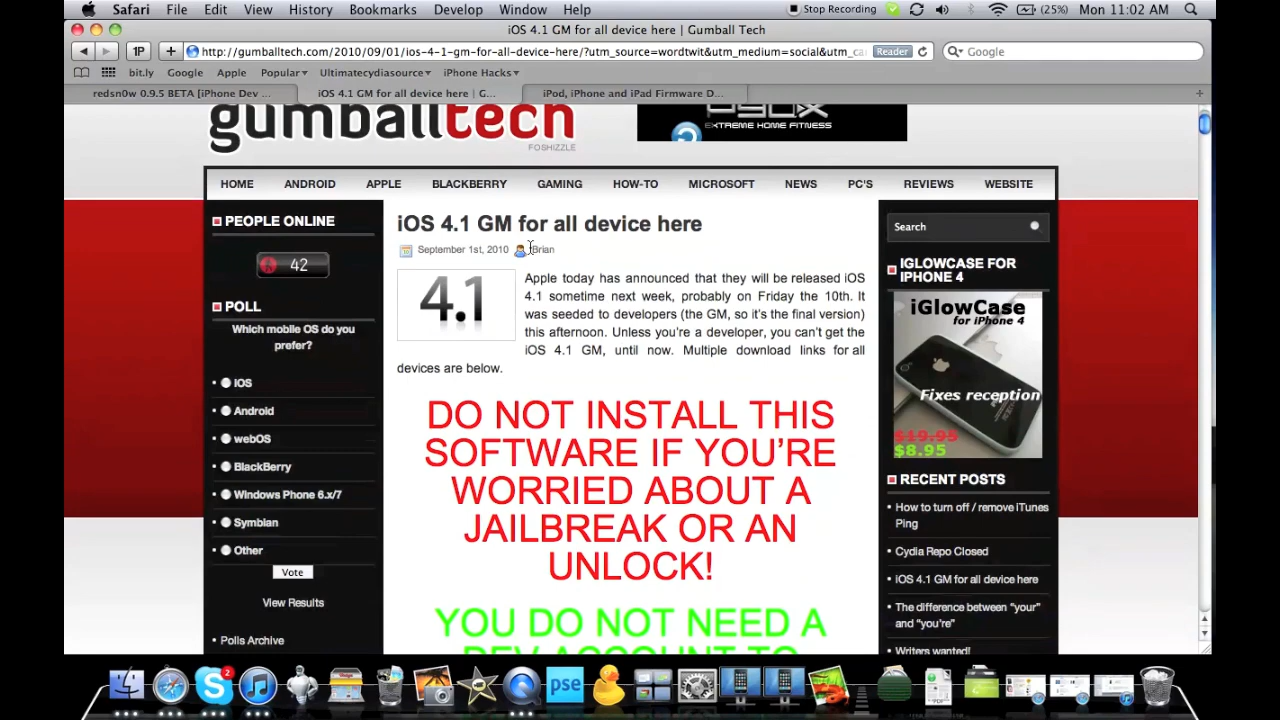 Safari File Edit View History Bookmarks Develop Window Help Stop Recording (25%) Mon 11:02 AM
iOS 4.1 GM for all device here | Gumball Tech
1P + http://gumballtech.com/2010/09/01/ios-4-1-gm-for-all-device-here/?utm_source=wordtwit&utm_medium=social&utm_ca Reader Google
bit.ly Google Apple Popular Ultimatecydiasource iPhone Hacks
redsn0w 0.9.5 BETA [iPhone Dev ... iOS 4.1 GM for all device here | G... iPod, iPhone and iPad Firmware D... +
gumballtech
FOSHIZZLE
P90X
EXTREME HOME FITNESS
HOME ANDROID APPLE BLACKBERRY GAMING HOW-TO MICROSOFT NEWS PC'S REVIEWS WEBSITE
PEOPLE ONLINE
42
POLL
Which mobile OS do you
prefer?
iOS
Android
webOS
BlackBerry
Windows Phone 6.x/7
Symbian
Other
Vote
View Results
Polls Archive
iOS 4.1 GM for all device here
September 1st, 2010 Brian
4.1
Apple today has announced that they will be released iOS
4.1 sometime next week, probably on Friday the 10th. It
was seeded to developers (the GM, so it's the final version)
this afternoon. Unless you're a developer, you can't get the
iOS 4.1 GM, until now. Multiple download links for all
devices are below.
DO NOT INSTALL THIS
SOFTWARE IF YOU'RE
WORRIED ABOUT A
JAILBREAK OR AN
UNLOCK!
YOU DO NOT NEED A
DEV ACCOUNT TO
Search
IGLOWCASE FOR
IPHONE 4
iGlowCase
for iPhone 4
Fixes reception
$19.95
$8.95
RECENT POSTS
How to turn off / remove iTunes
Ping
Cydia Repo Closed
iOS 4.1 GM for all device here
The difference between "your"
and "you're"
Writers wanted!
2
pse
PDF